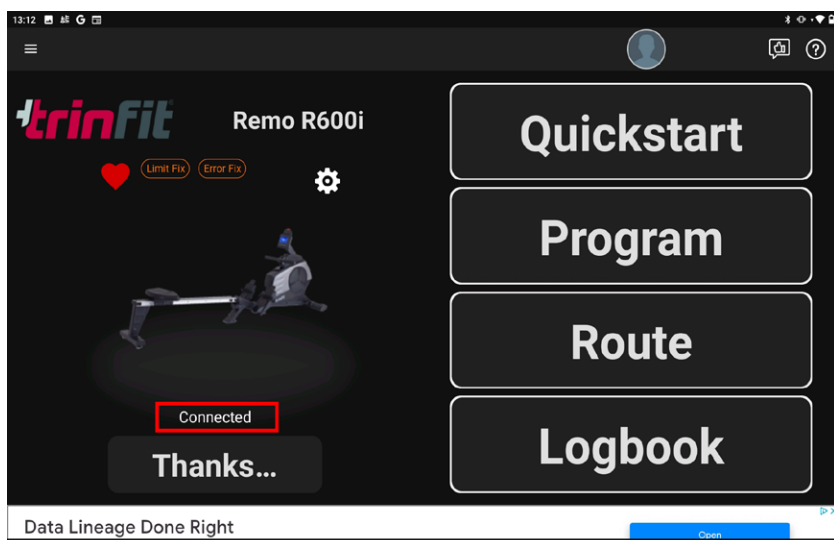 13:12
trinfit
Remo R600i
Limit Fix
Error Fix
Connected
Thanks...
Quickstart
Program
Route
Logbook
Data Lineage Done Right
Open